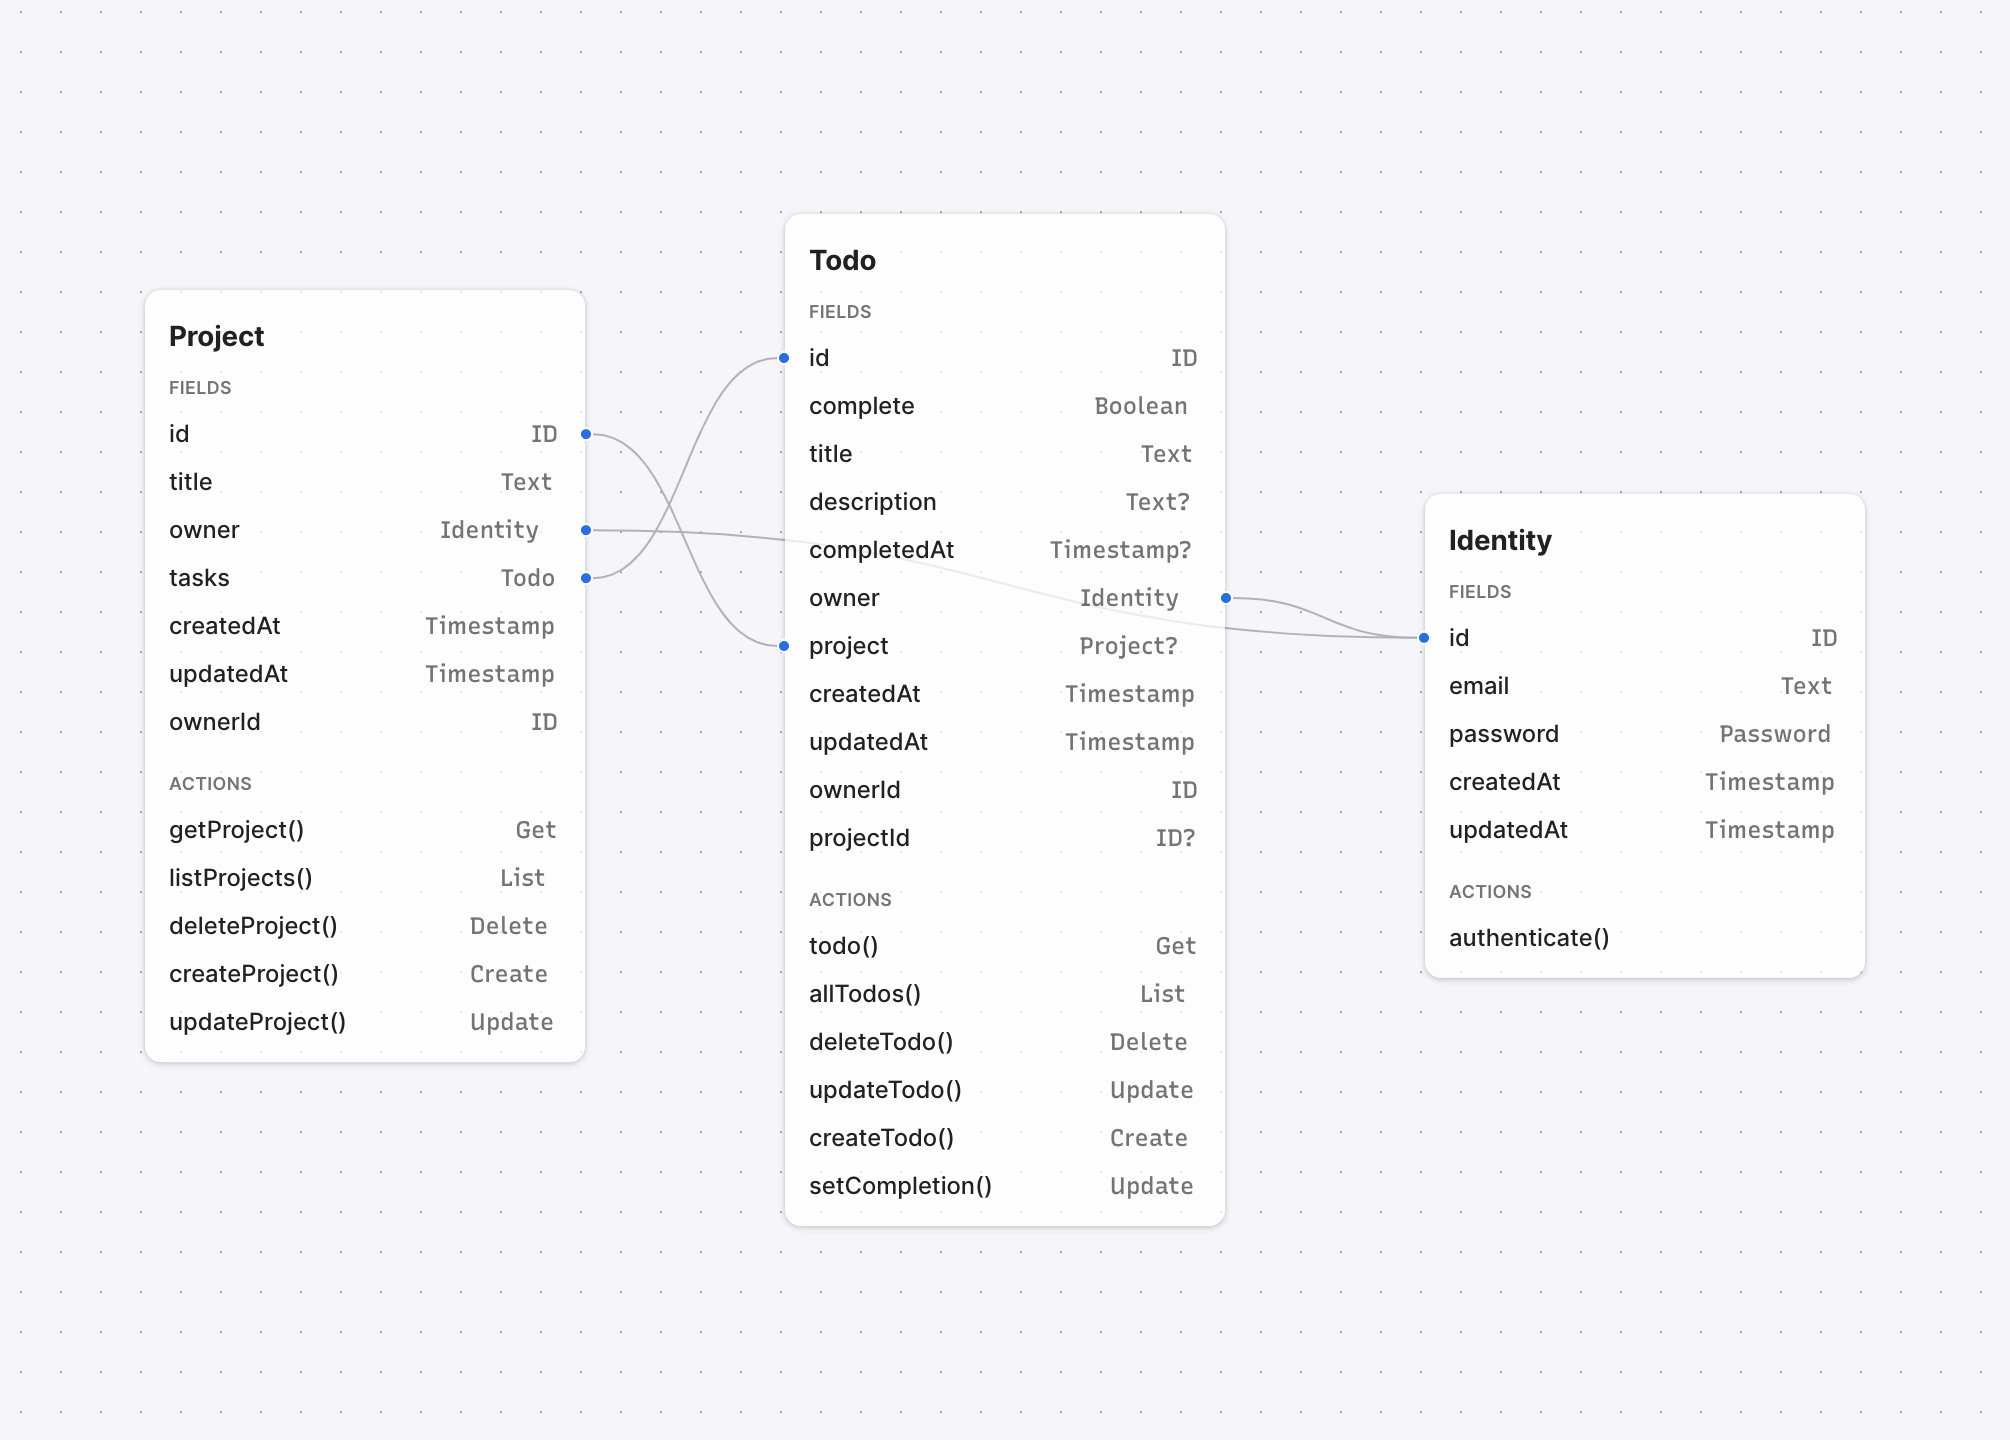 Project
FIELDS
id ID
title Text
owner Identity
tasks Todo
createdAt Timestamp
updatedAt Timestamp
ownerId ID
ACTIONS
getProject() Get
listProjects() List
deleteProject() Delete
createProject() Create
updateProject() Update
Todo
FIELDS
id ID
complete Boolean
title Text
description Text?
completedAt Timestamp?
owner Identity
project Project?
createdAt Timestamp
updatedAt Timestamp
ownerId ID
projectId ID?
ACTIONS
todo() Get
allTodos() List
deleteTodo() Delete
updateTodo() Update
createTodo() Create
setCompletion() Update
Identity
FIELDS
id ID
email Text
password Password
createdAt Timestamp
updatedAt Timestamp
ACTIONS
authenticate()